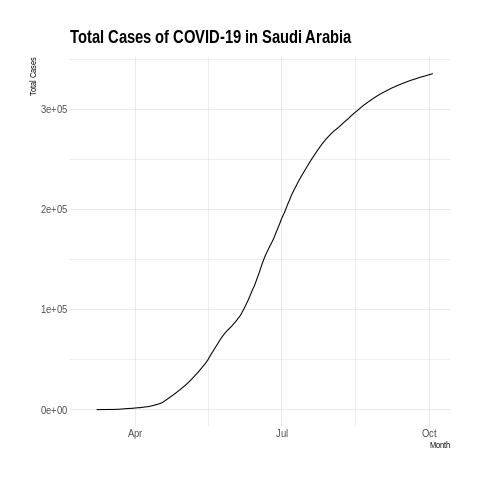 Total Cases of COVID-19 in Saudi Arabia
Total Cases
3e+05
2e+05
1e+05
0e+00
Apr Jul Oct
Month